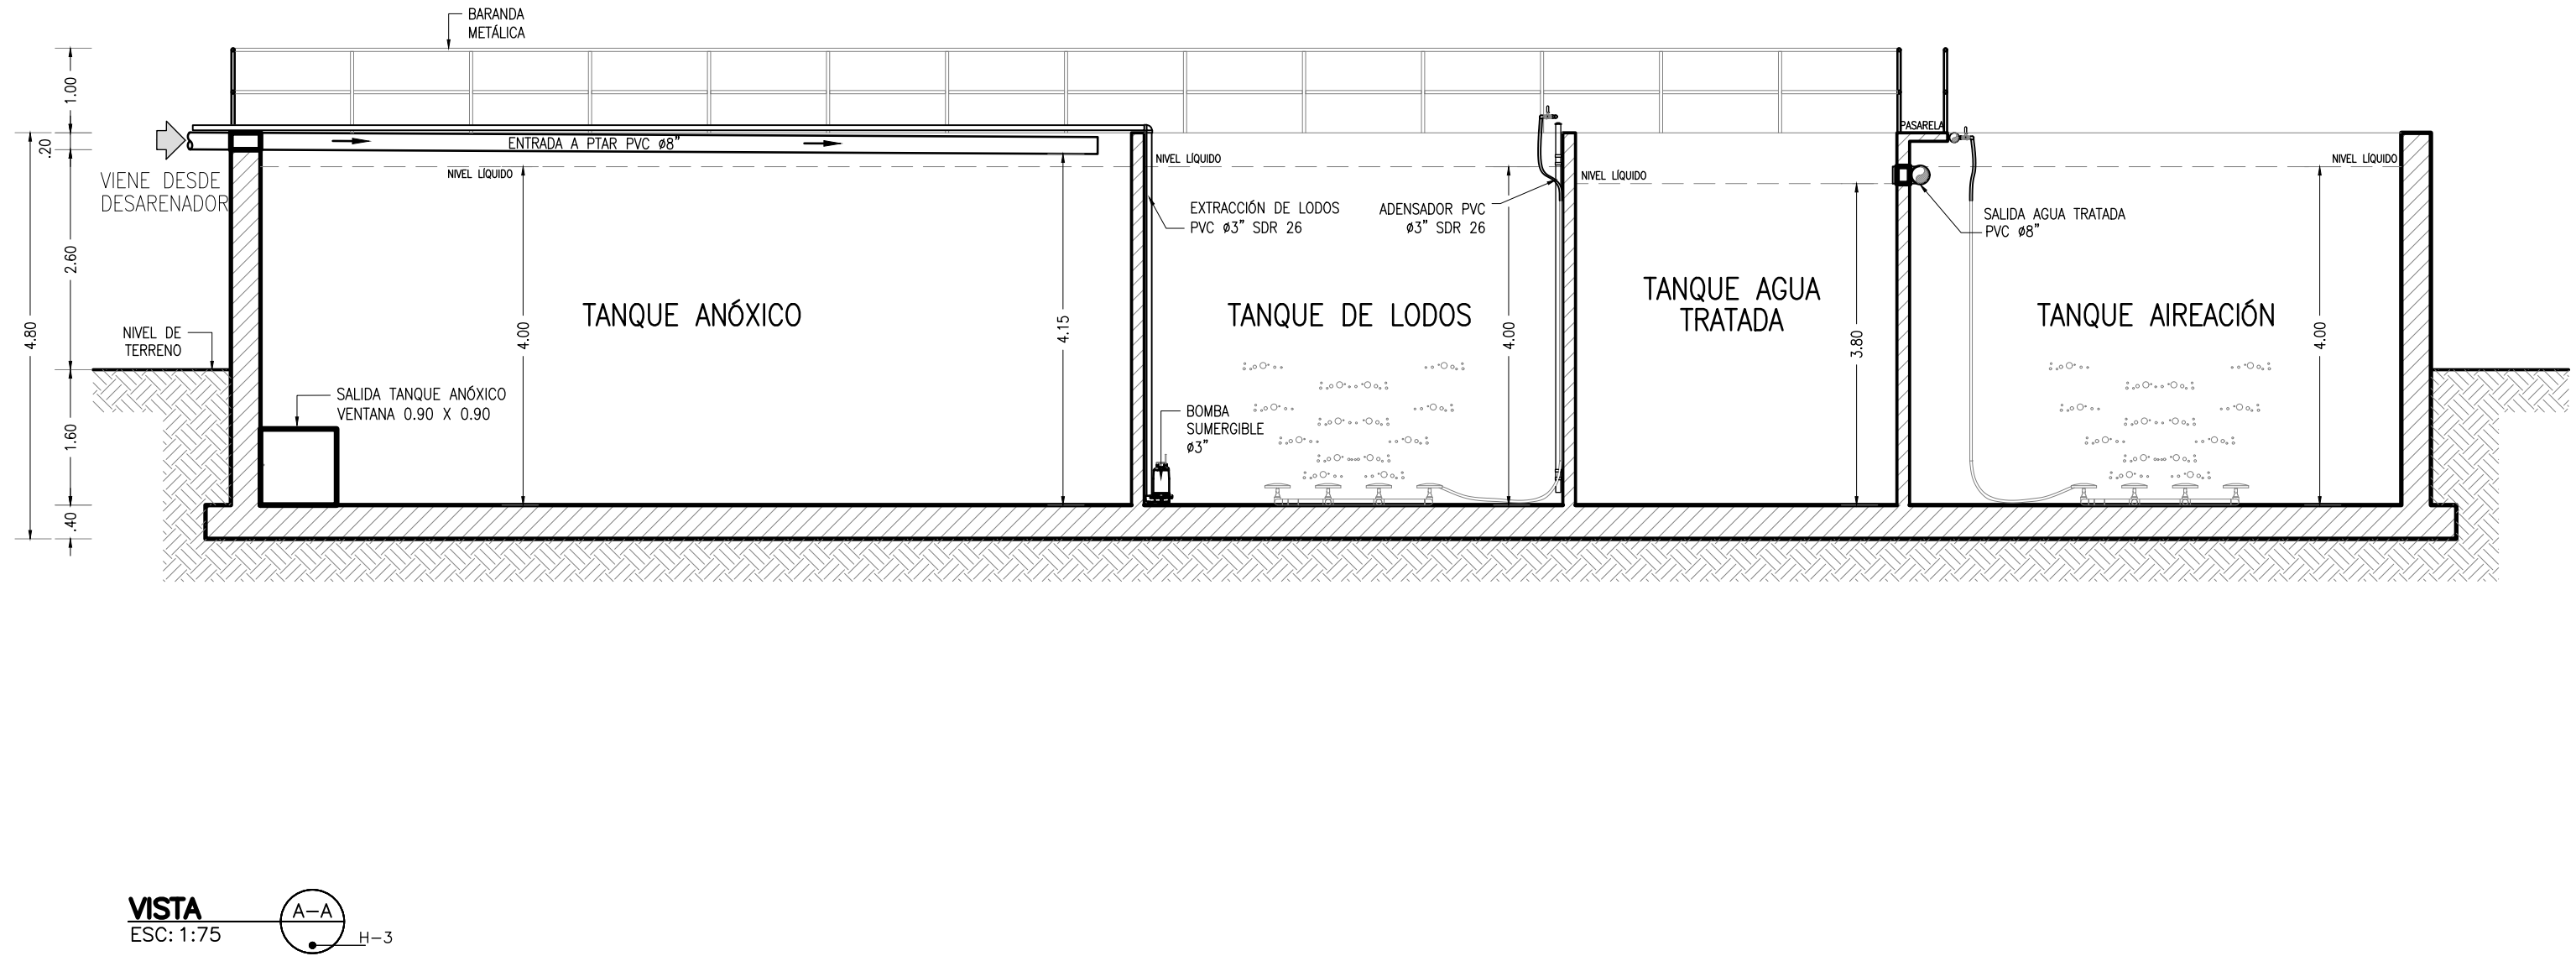 BARANDA
METÁLICA
1.00
.20
2.60
4.80
1.60
.40
ENTRADA A PTAR PVC ø8”
VIENE DESDE
DESARENADOR
NIVEL LÍQUIDO
4.00
4.15
TANQUE ANÓXICO
NIVEL DE
TERRENO
SALIDA TANQUE ANÓXICO
VENTANA 0.90 X 0.90
NIVEL LÍQUIDO
EXTRACCIÓN DE LODOS
PVC ø3” SDR 26
ADENSADOR PVC
ø3” SDR 26
TANQUE DE LODOS
4.00
BOMBA
SUMERGIBLE
ø3”
NIVEL LÍQUIDO
TANQUE AGUA
TRATADA
3.80
PASARELA
NIVEL LÍQUIDO
SALIDA AGUA TRATADA
PVC ø8”
TANQUE AIREACIÓN
4.00
VISTA
ESC: 1:75
A-A
H-3